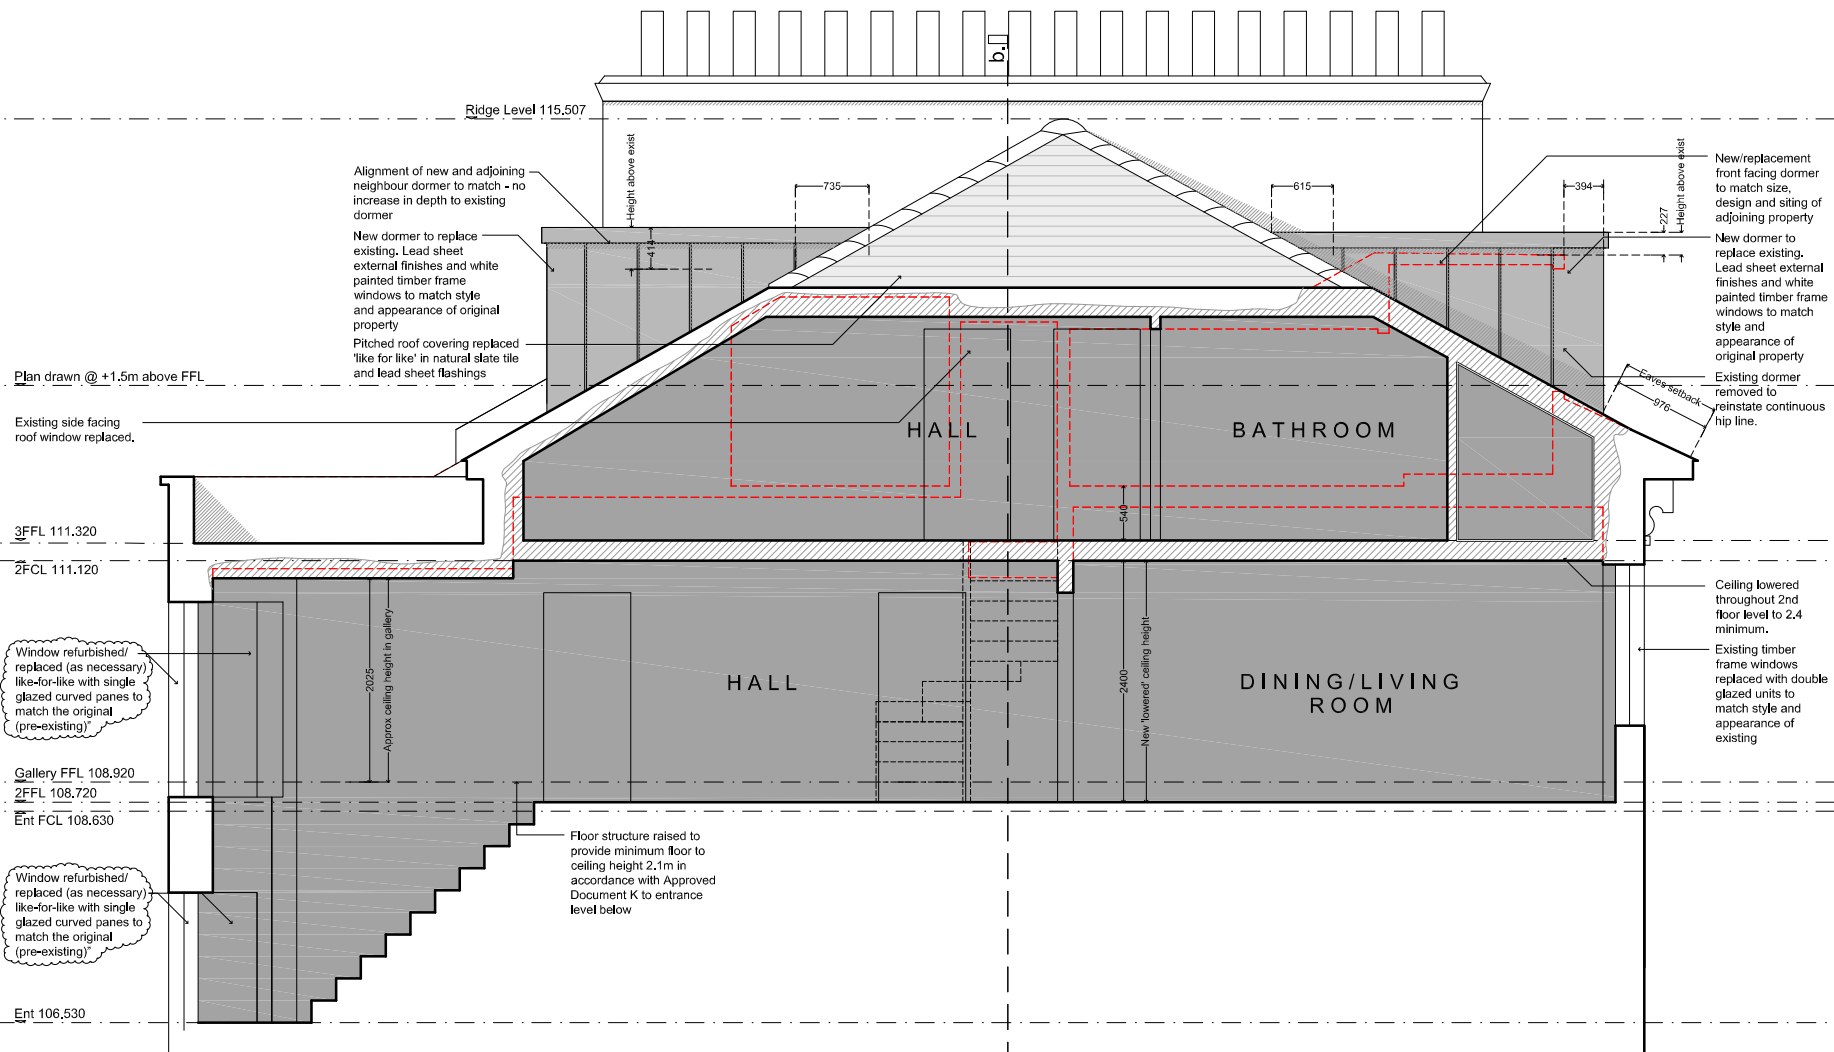 b.
Ridge Level 115.507
Height above exist
414
735
615
394
227
Height above exist
Alignment of new and adjoining
neighbour dormer to match - no
increase in depth to existing
dormer
New dormer to replace
existing. Lead sheet
external finishes and white
painted timber frame
windows to match style
and appearance of original
property
Pitched roof covering replaced
'like for like' in natural slate tile
and lead sheet flashings
Plan drawn @ +1.5m above FFL
Existing side facing
roof window replaced.
New/replacement
front facing dormer
to match size,
design and siting of
adjoining property
New dormer to
replace existing.
Lead sheet external
finishes and white
painted timber frame
windows to match
style and
appearance of
original property
Existing dormer
removed to
reinstate continuous
hip line.
Eaves setback
976
HALL
BATHROOM
540
3FFL 111.320
2FCL 111.120
Ceiling lowered
throughout 2nd
floor level to 2.4
minimum.
Existing timber
frame windows
replaced with double
glazed units to
match style and
appearance of
existing
Window refurbished/
replaced (as necessary)
like-for-like with single
glazed curved panes to
match the original
(pre-existing)"
2025
Approx ceiling height in gallery
HALL
2400
New 'lowered' ceiling height
DINING/LIVING
ROOM
Gallery FFL 108.920
2FFL 108.720
Ent FCL 108.630
Floor structure raised to
provide minimum floor to
ceiling height 2.1m in
accordance with Approved
Document K to entrance
level below
Window refurbished/
replaced (as necessary)
like-for-like with single
glazed curved panes to
match the original
(pre-existing)"
Ent 106.530